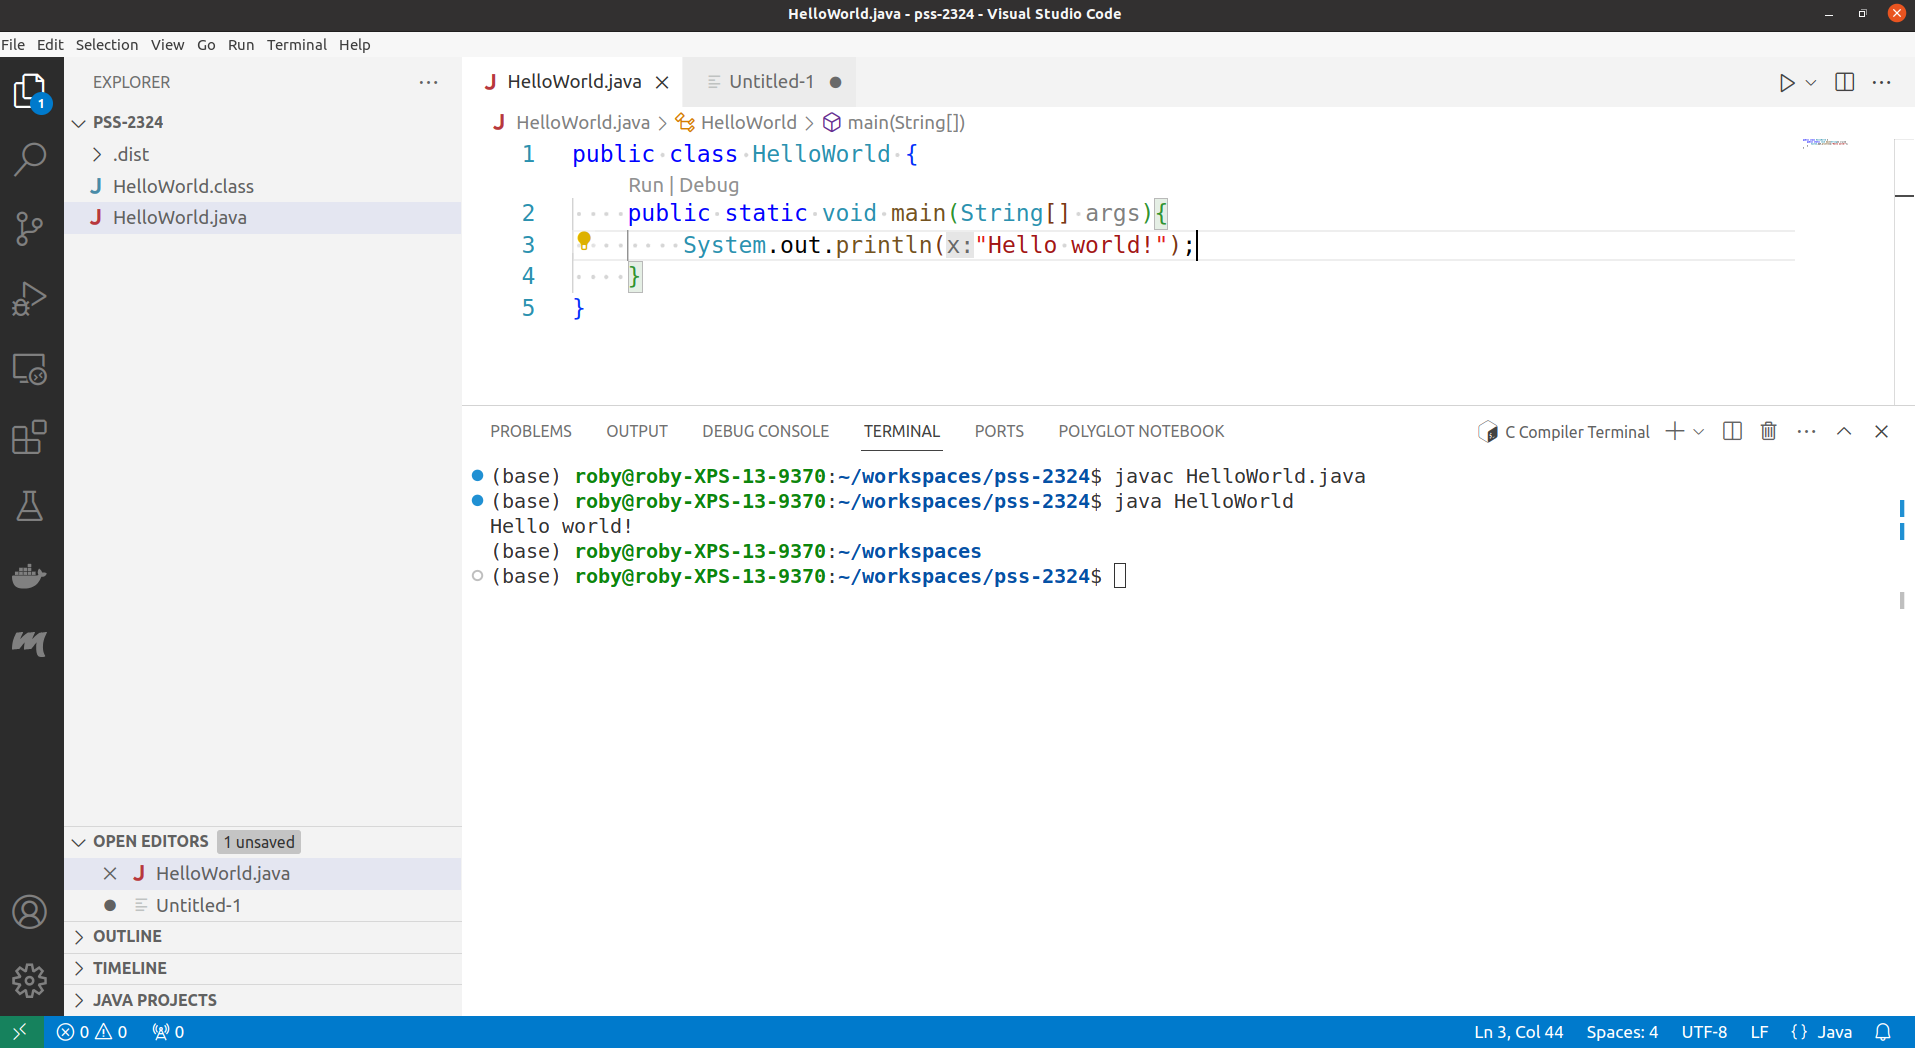 HelloWorld.java - pss-2324 - Visual Studio Code
File Edit Selection View Go Run Terminal Help
1
EXPLORER
PSS-2324
.dist
J HelloWorld.class
J HelloWorld.java
OPEN EDITORS 1 unsaved
J HelloWorld.java
Untitled-1
OUTLINE
TIMELINE
JAVA PROJECTS
J HelloWorld.java Untitled-1
J HelloWorld.java > HelloWorld > main(String[])
1 public class HelloWorld {
Run | Debug
2 public static void main(String[] args){
3 System.out.println(x:"Hello world!");
4 }
5 }
PROBLEMS OUTPUT DEBUG CONSOLE TERMINAL PORTS POLYGLOT NOTEBOOK C Compiler Terminal
(base) roby@roby-XPS-13-9370:~/workspaces/pss-2324$ javac HelloWorld.java
(base) roby@roby-XPS-13-9370:~/workspaces/pss-2324$ java HelloWorld
Hello world!
(base) roby@roby-XPS-13-9370:~/workspaces
(base) roby@roby-XPS-13-9370:~/workspaces/pss-2324$
0 0 0 Ln 3, Col 44 Spaces: 4 UTF-8 LF {} Java